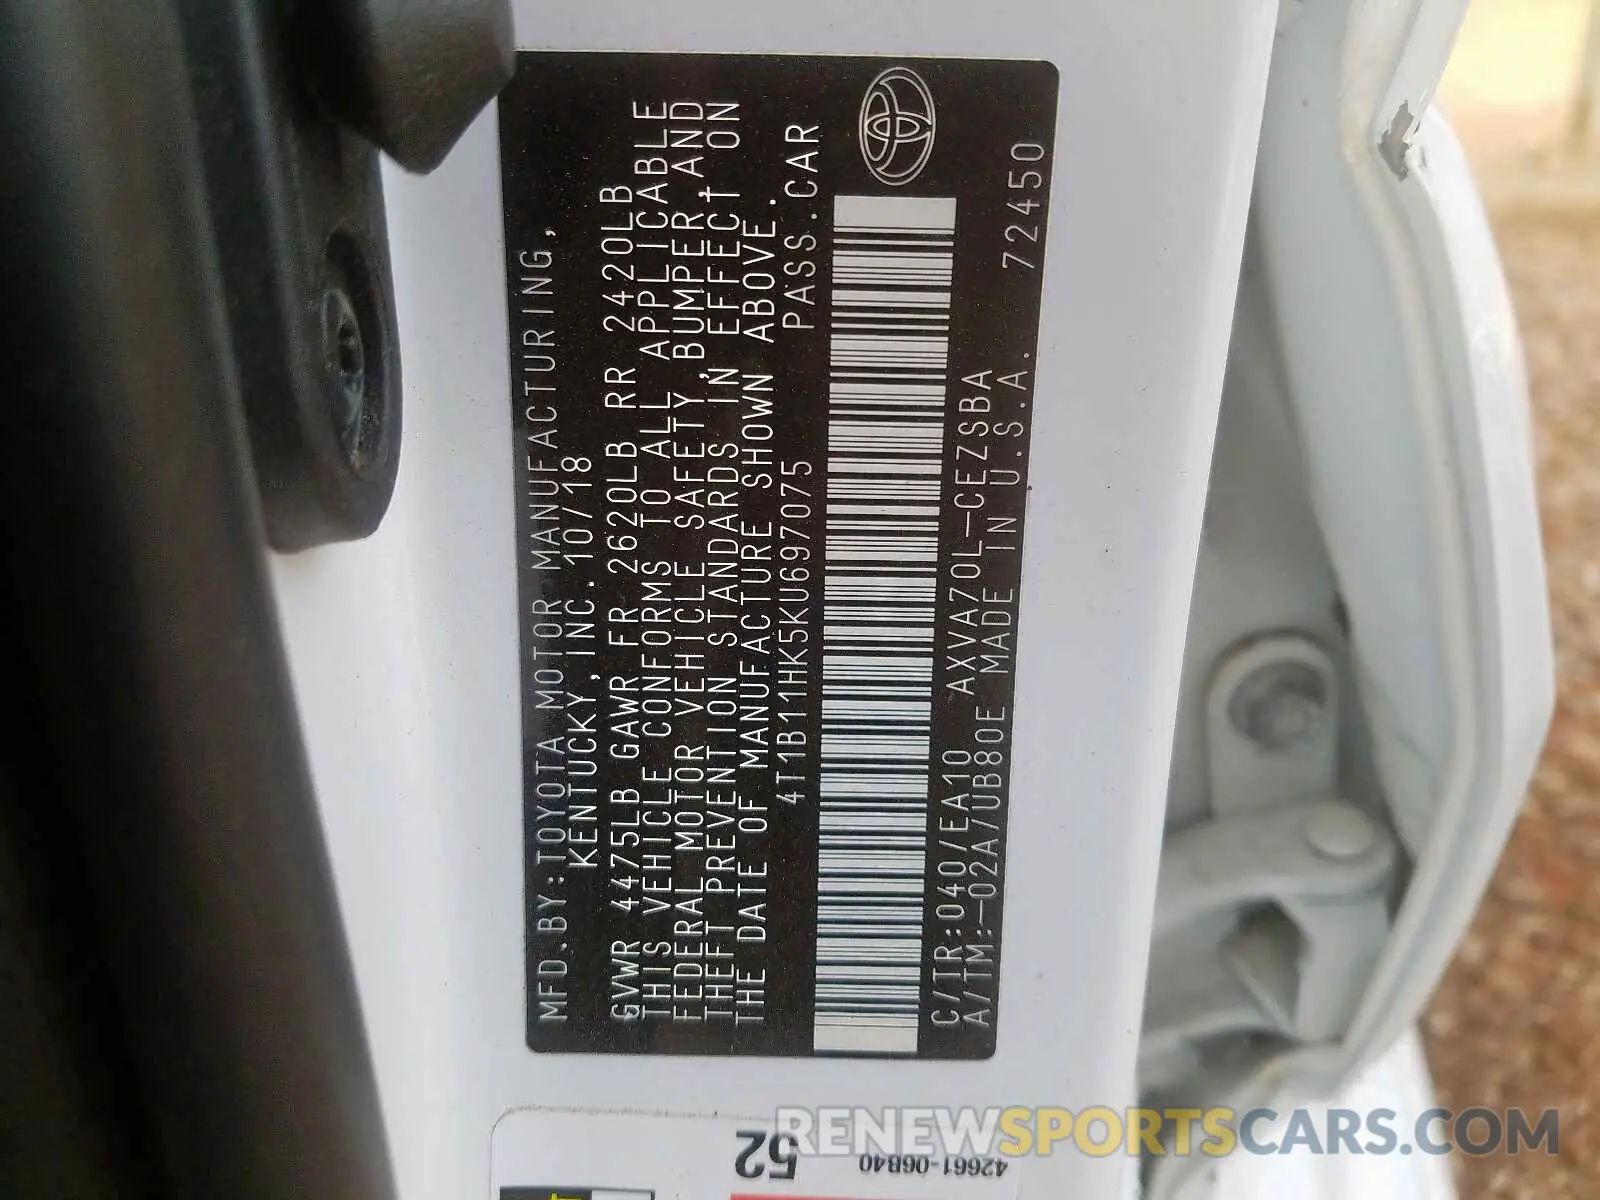 MFD.BY:TOYOTA MOTOR MANUFACTURING,
KENTUCKY,INC. 10/18
GVWR 4475LB GAWR FR 2620LB RR 2420LB
THIS VEHICLE CONFORMS TO ALL APPLICABLE
FEDERAL MOTOR VEHICLE SAFETY,BUMPER,AND
THEFT PREVENTION STANDARDS IN EFFECT ON
THE DATE OF MANUFACTURE SHOWN ABOVE.
4T1B11HK5KU697075 PASS.CAR
C/TR:040/EA10 AXVA70L-CEZSBA
A/TM:-02A/UB80E MADE IN U.S.A. 72450
52
42661-06B40
RENEWSPORTSCARS.COM